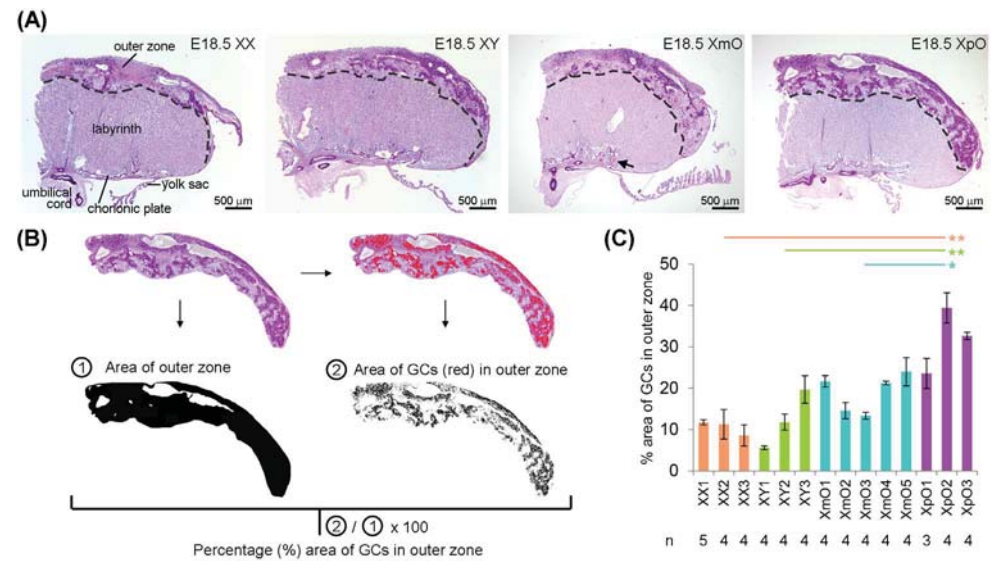 (A)
E18.5 XX
outer zone
labyrinth
umbilical
cord
chorionic plate
yolk sac
500 µm
E18.5 XY
500 µm
E18.5 XmO
500 µm
E18.5 XpO
500 µm
(B)
1 Area of outer zone
2 Area of GCs (red) in outer zone
2 / 1 x 100
Percentage (%) area of GCs in outer zone
(C)
**
**
*
% area of GCs in outer zone
50
40
30
20
10
0
XX1 XX2 XX3 XY1 XY2 XY3 XmO1 XmO2 XmO3 XmO4 XmO5 XpO1 XpO2 XpO3
n 5 4 4 4 4 4 4 4 4 4 4 3 4 4